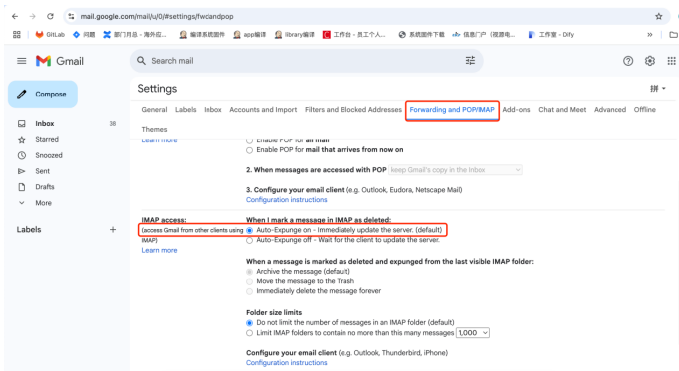 mail.google.com/mail/u/0/#settings/fwdandpop
GitLab 问题 部门月总 - 海外应... 编译系统固件 app编译 library编译 工作台 - 员工个人... 系统固件下载 信息门户（视源电... 工作室 - Dify
Gmail
Search mail
Compose
Inbox 38
Starred
Snoozed
Sent
Drafts
More
Labels +
Settings
拼
General Labels Inbox Accounts and Import Filters and Blocked Addresses Forwarding and POP/IMAP Add-ons Chat and Meet Advanced Offline
Themes
Learn more
Enable POP for all mail
Enable POP for mail that arrives from now on
2. When messages are accessed with POP keep Gmail's copy in the Inbox
3. Configure your email client (e.g. Outlook, Eudora, Netscape Mail)
Configuration instructions
IMAP access:
(access Gmail from other clients using
IMAP)
Learn more
When I mark a message in IMAP as deleted:
Auto-Expunge on - Immediately update the server. (default)
Auto-Expunge off - Wait for the client to update the server.
When a message is marked as deleted and expunged from the last visible IMAP folder:
Archive the message (default)
Move the message to the Trash
Immediately delete the message forever
Folder size limits
Do not limit the number of messages in an IMAP folder (default)
Limit IMAP folders to contain no more than this many messages 1,000
Configure your email client (e.g. Outlook, Thunderbird, iPhone)
Configuration instructions